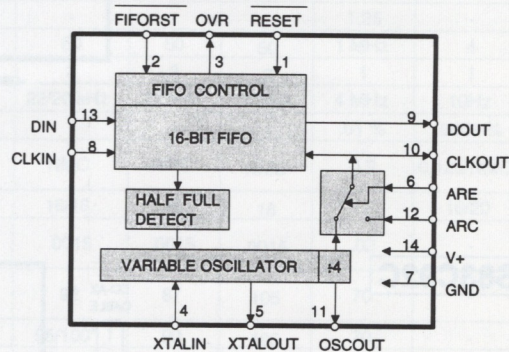 FIFORST OVR RESET
2 3 1
FIFO CONTROL
DIN 13 16-BIT FIFO 9 DOUT
CLKIN 8 10 CLKOUT
HALF FULL
DETECT
6 ARE
12 ARC
14 V+
VARIABLE OSCILLATOR ÷4
7 GND
4 5 11
XTALIN XTALOUT OSCOUT